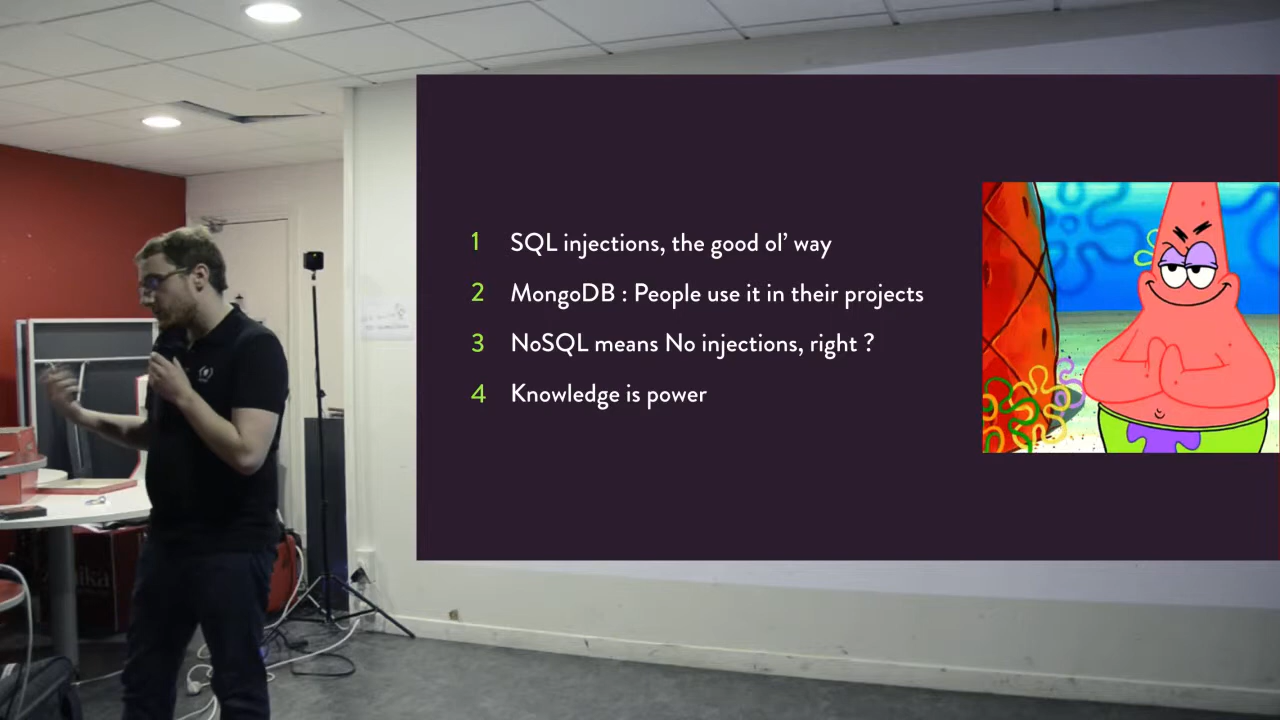 1 SQL injections, the good ol’ way
2 MongoDB : People use it in their projects
3 NoSQL means No injections, right ?
4 Knowledge is power